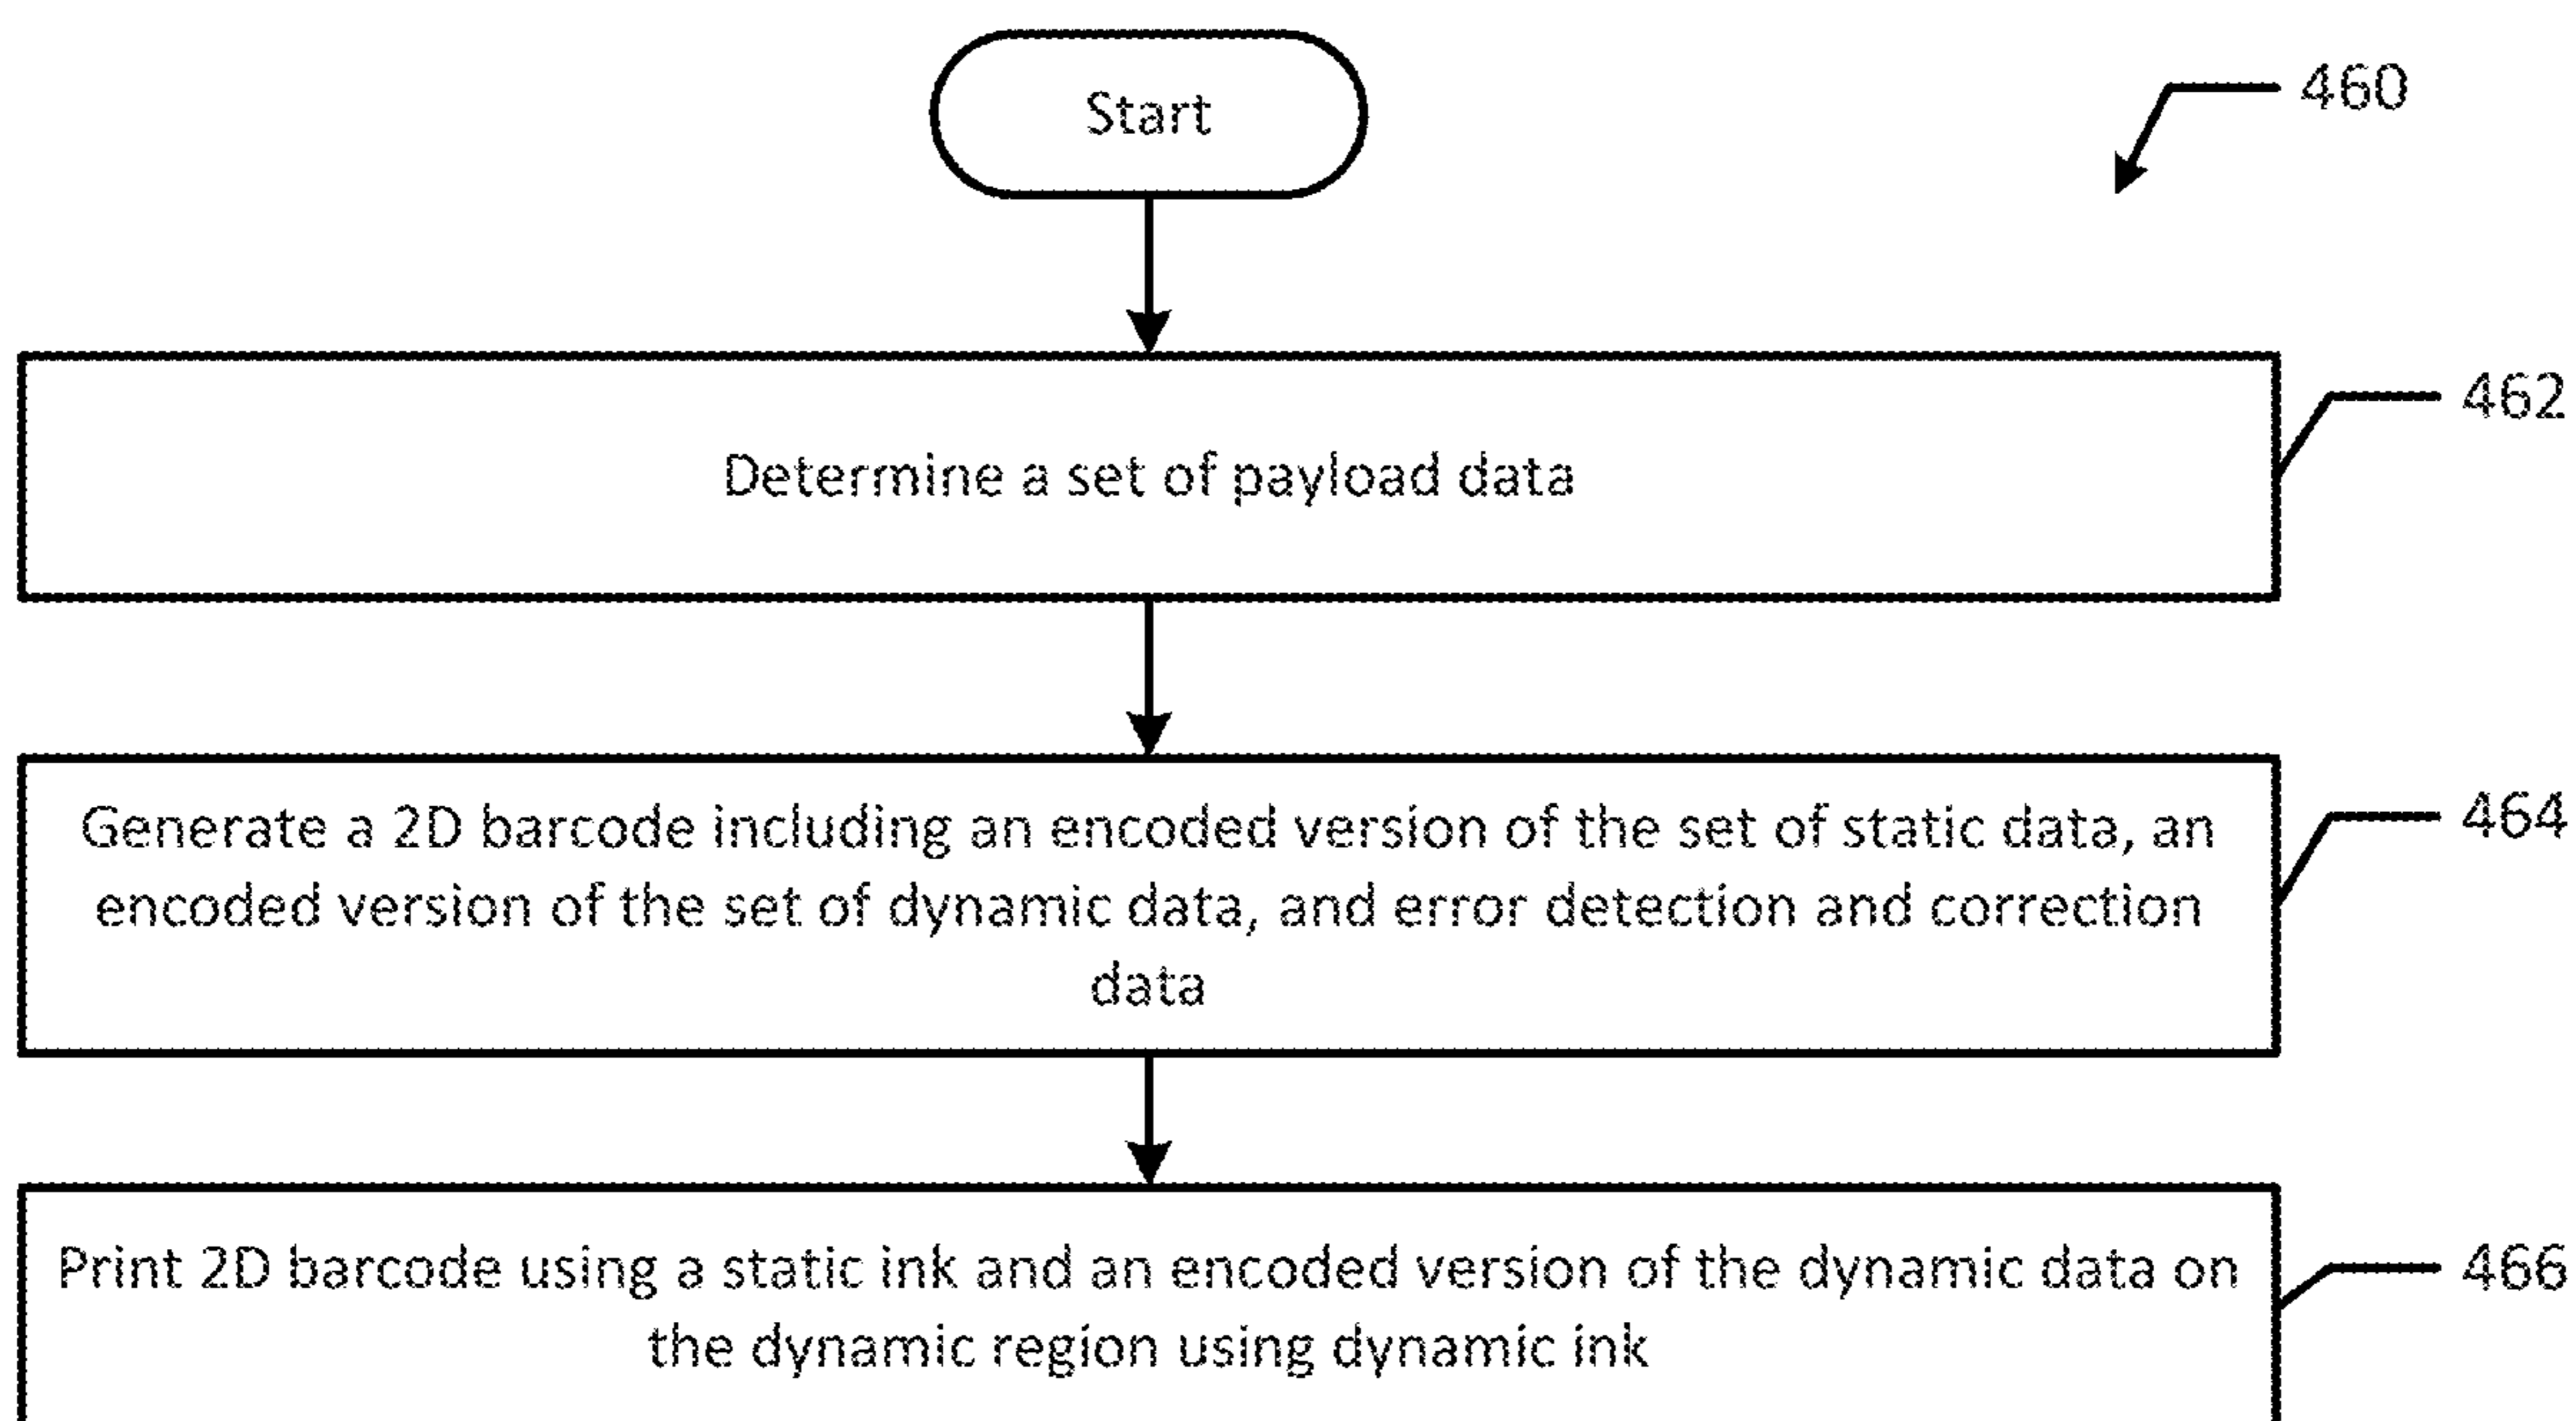 Start
460
462
Determine a set of payload data
Generate a 2D barcode including an encoded version of the set of static data, an
464
encoded version of the set of dynamic data, and error detection and correction
data
Print 2D barcode using a static ink and an encoded version of the dynamic data on
466
the dynamic region using dynamic ink